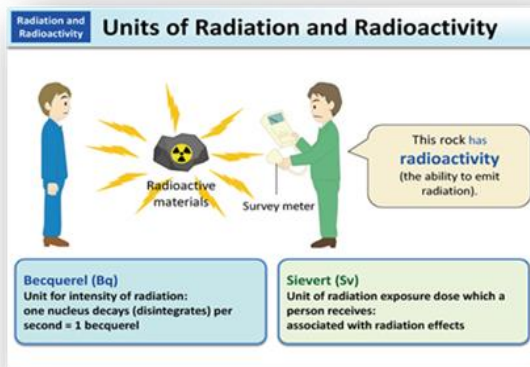 Radiation and
Radioactivity
Units of Radiation and Radioactivity
This rock has
radioactivity
(the ability to emit
radiation).
Radioactive
materials
Survey meter
Becquerel (Bq)
Unit for intensity of radiation:
one nucleus decays (disintegrates) per
second = 1 becquerel
Sievert (Sv)
Unit of radiation exposure dose which a
person receives:
associated with radiation effects